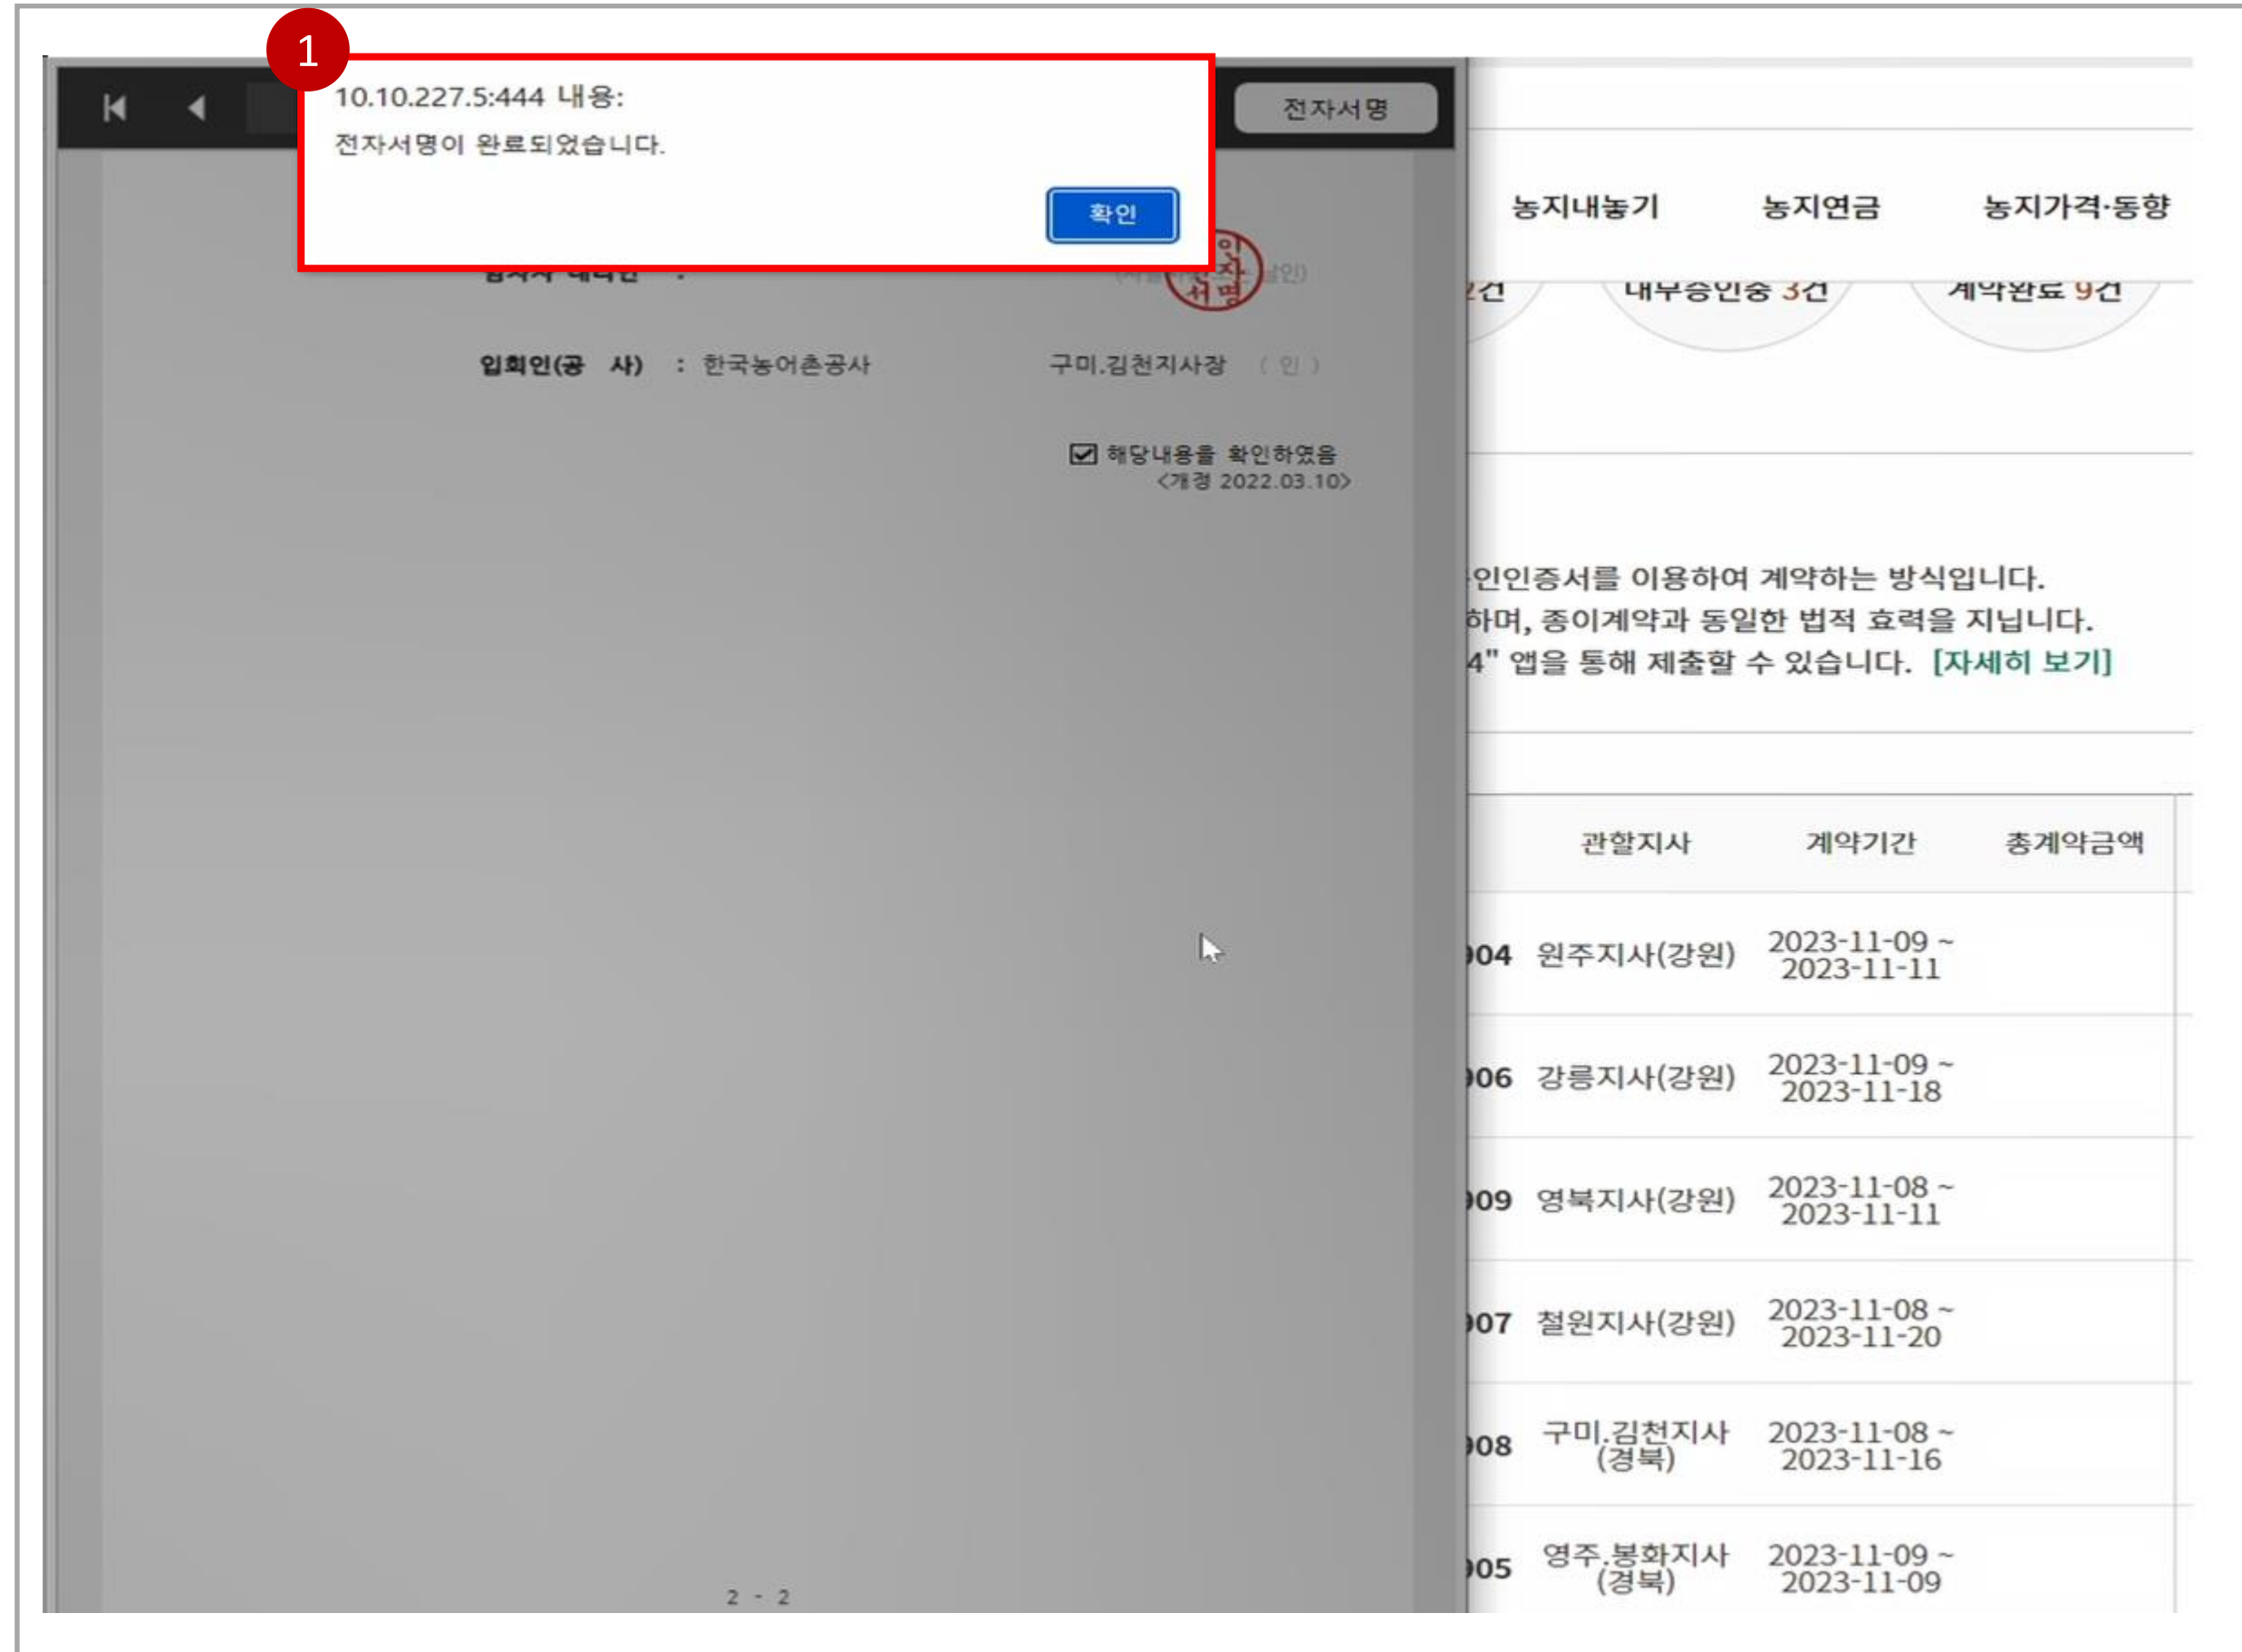 1
10.10.227.5:444 내용:
전자서명이 완료되었습니다.
확인
전자서명
입회인(공 사) : 한국농어촌공사 구미.김천지사장 ( 인 )
해당내용을 확인하였음
<개정 2022.03.10>
2 - 2
농지내놓기 농지연금 농지가격·동향
내부승인중 3건 계약완료 9건
인인증서를 이용하여 계약하는 방식입니다.
하며, 종이계약과 동일한 법적 효력을 지닙니다.
4" 앱을 통해 제출할 수 있습니다. [자세히 보기]
관할지사 계약기간 총계약금액
04 원주지사(강원) 2023-11-09 ~
2023-11-11
06 강릉지사(강원) 2023-11-09 ~
2023-11-18
09 영북지사(강원) 2023-11-08 ~
2023-11-11
07 철원지사(강원) 2023-11-08 ~
2023-11-20
08 구미.김천지사 2023-11-08 ~
(경북) 2023-11-16
05 영주.봉화지사 2023-11-09 ~
(경북) 2023-11-09